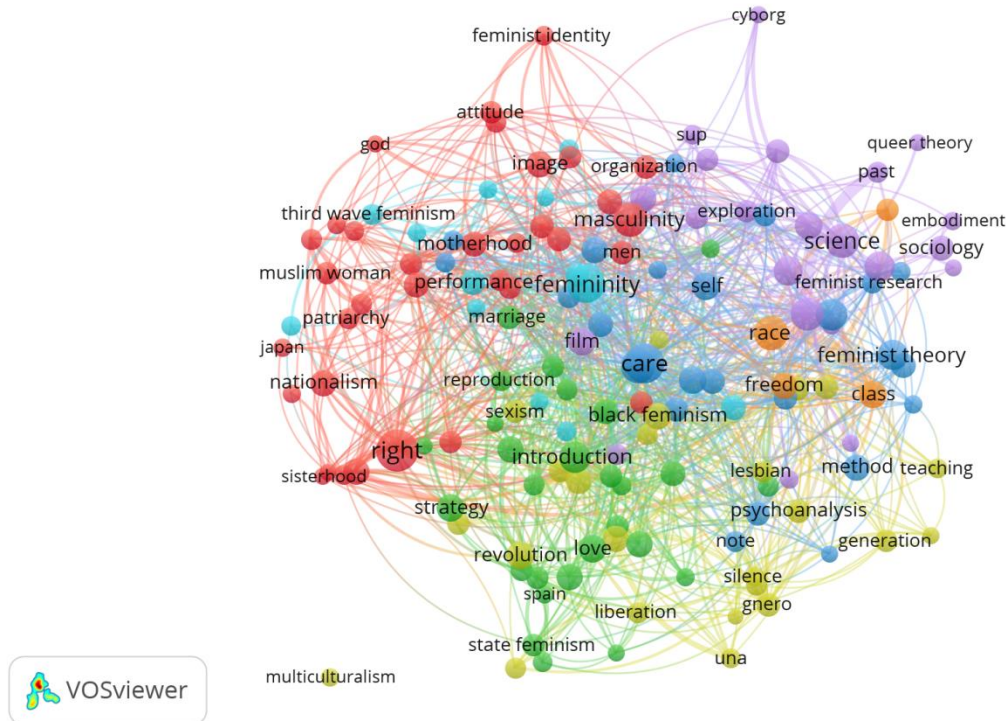 cyborg
feminist identity
attitude
sup
god
queer theory
image
organization
past
third wave feminism
masculinity
exploration
embodiment
motherhood
men
science
sociology
muslim woman
performance
femininity
self
feminist research
patriarchy
marriage
film
race
japan
care
feminist theory
nationalism
reproduction
freedom
class
sexism
black feminism
right
introduction
sisterhood
lesbian
method
teaching
strategy
psychoanalysis
revolution
love
note
generation
spain
silence
liberation
gnero
state feminism
una
multiculturalism
VOSviewer